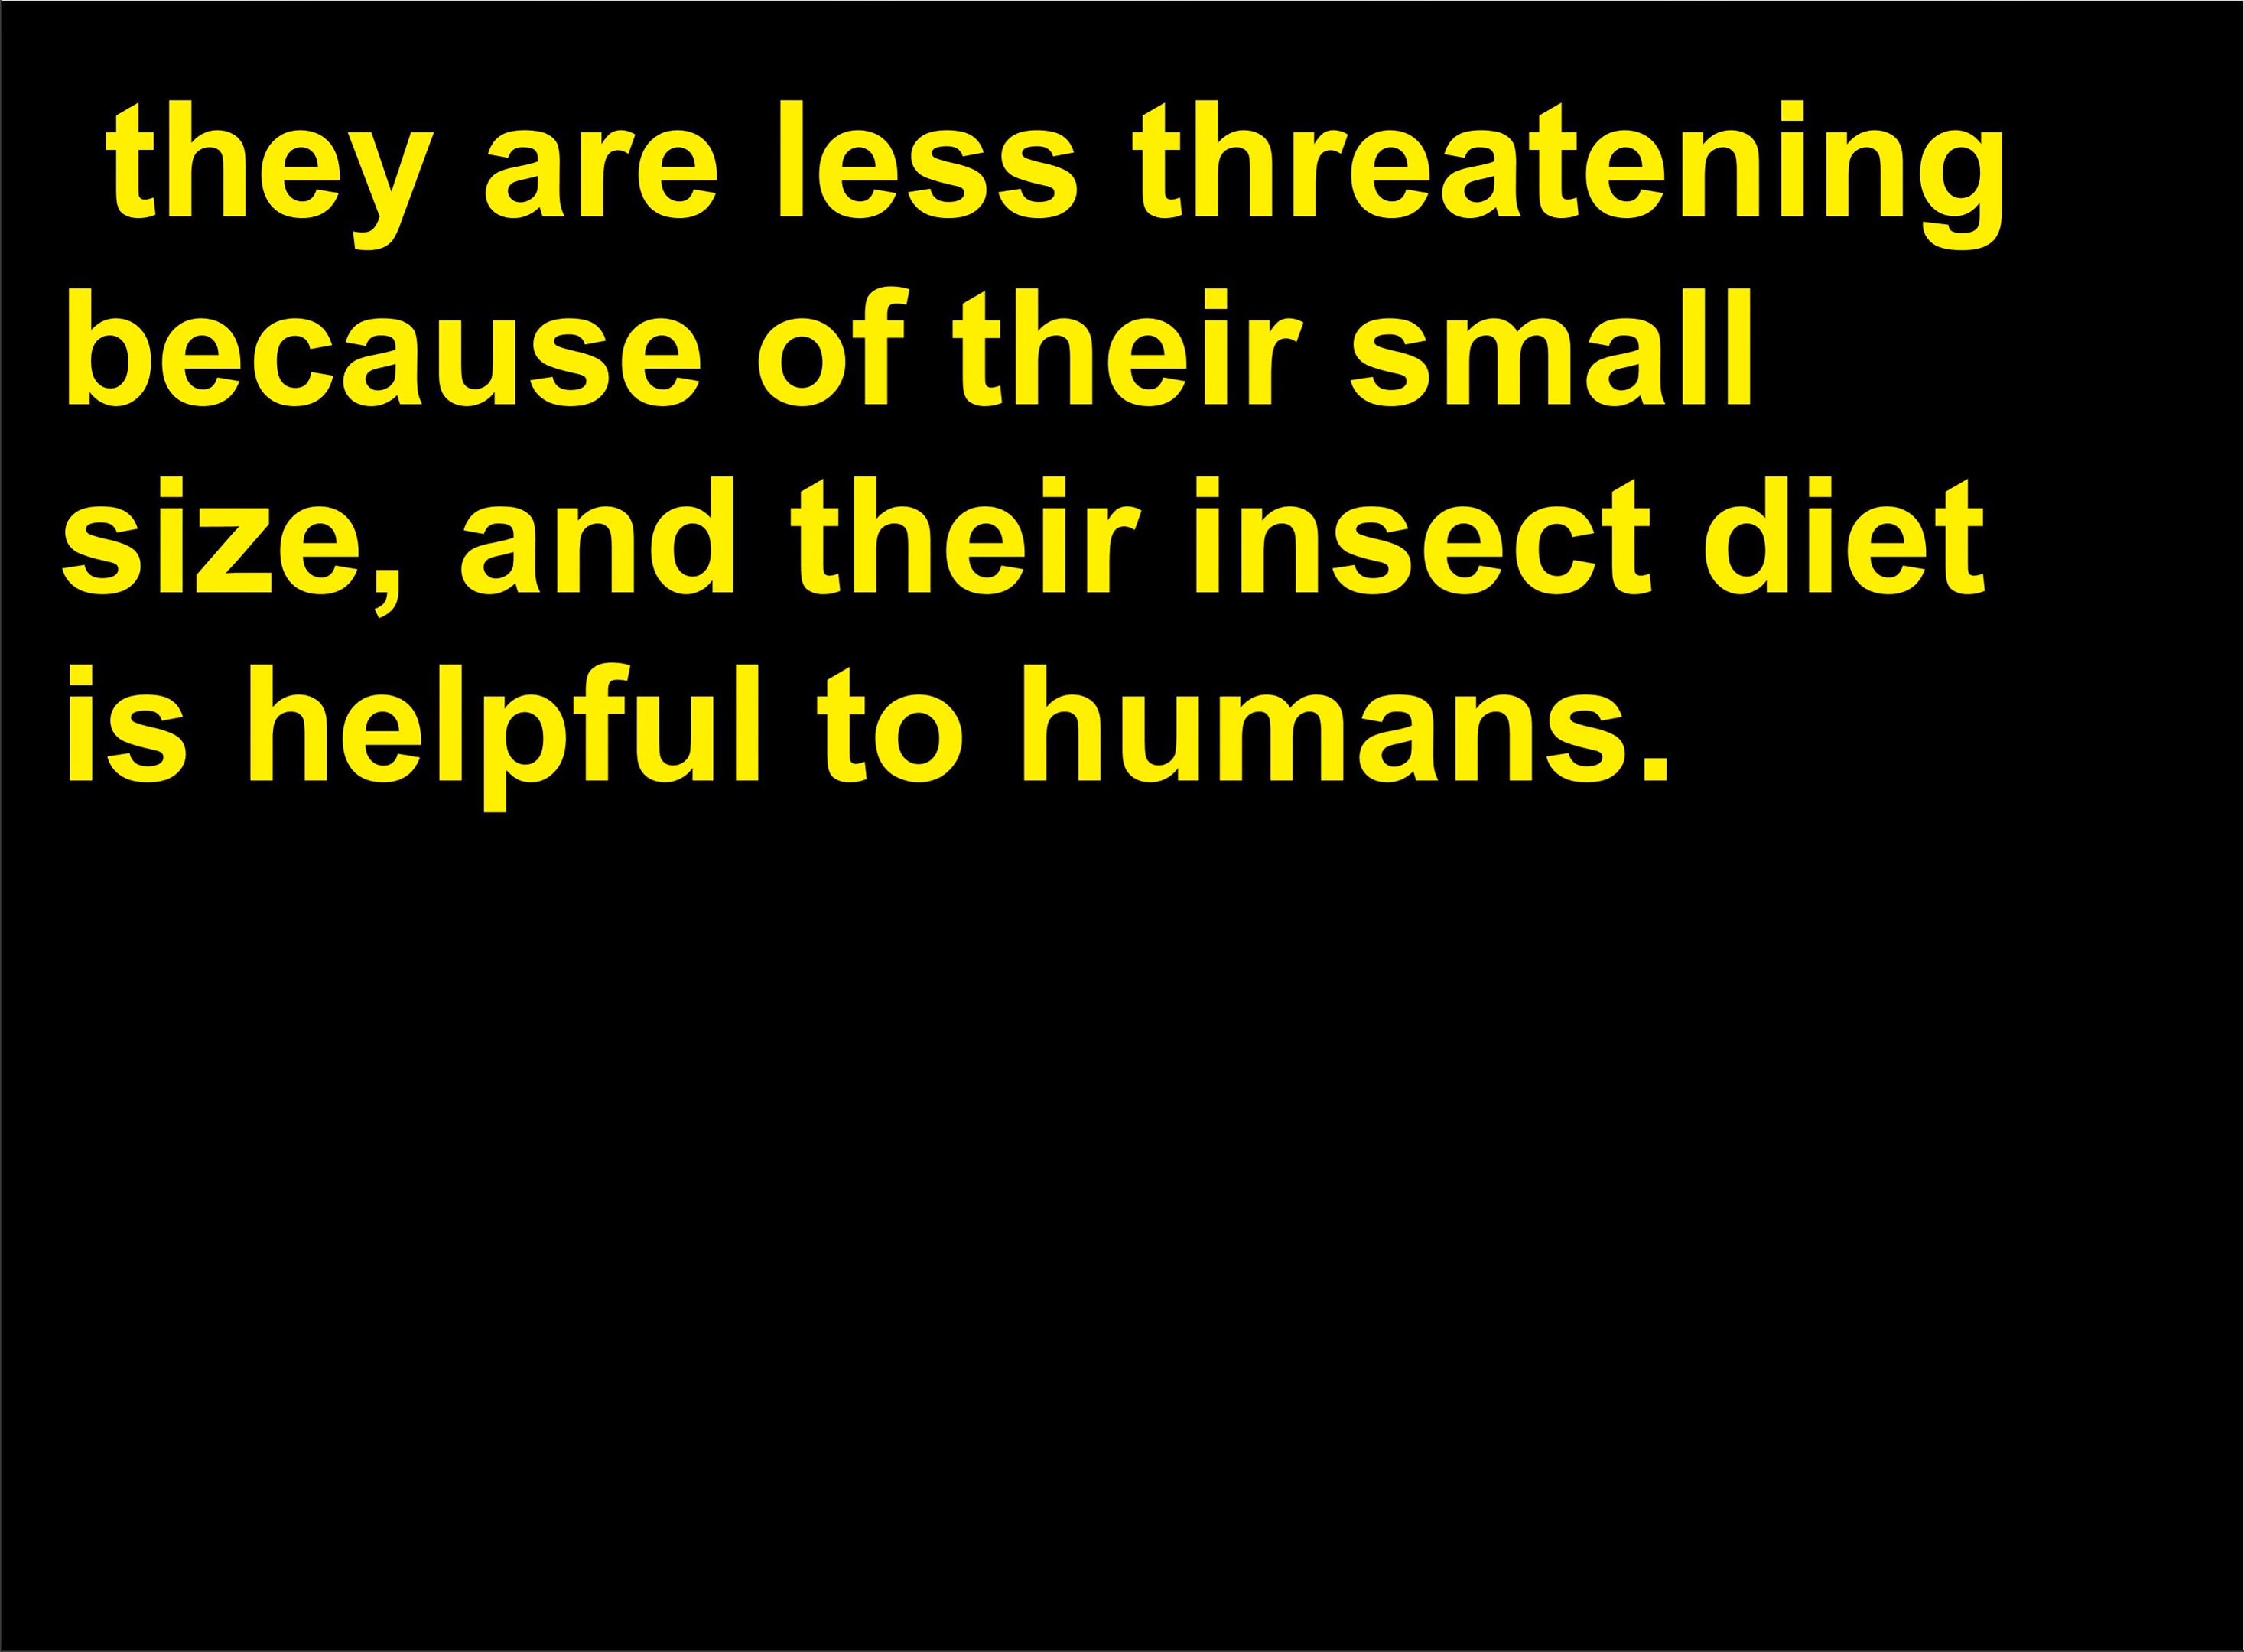 they are less threatening
because of their small
size, and their insect diet
is helpful to humans.